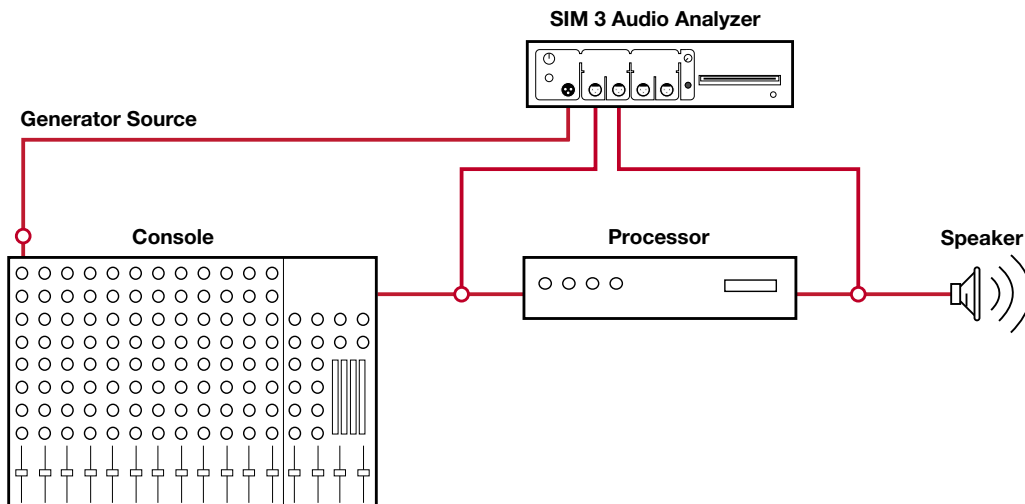 SIM 3 Audio Analyzer
Generator Source
Console
Processor
Speaker